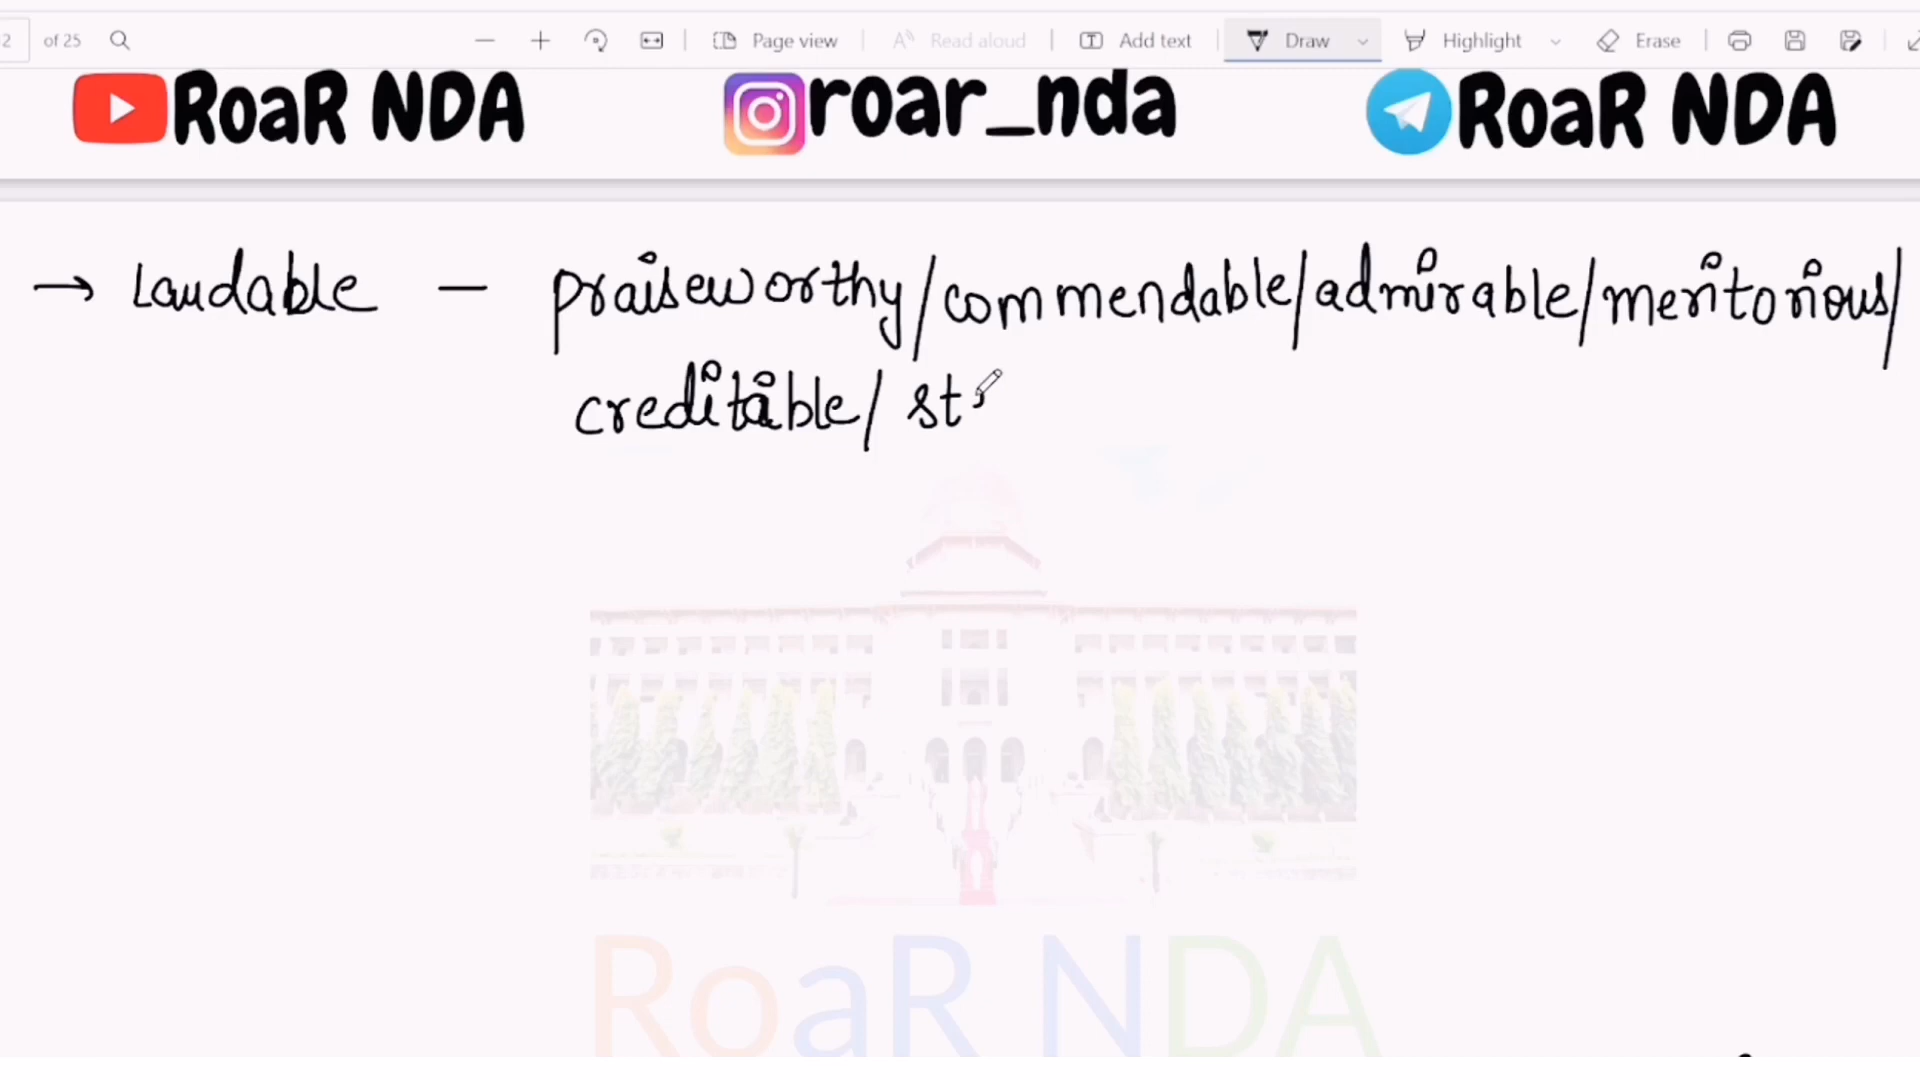 2 of 25 Page view Read aloud Add text Draw Highlight Erase
RoaR NDA roar_nda RoaR NDA
→ Laudable — praiseworthy/commendable/admirable/meritorious/
creditable/ st
RoaR NDA